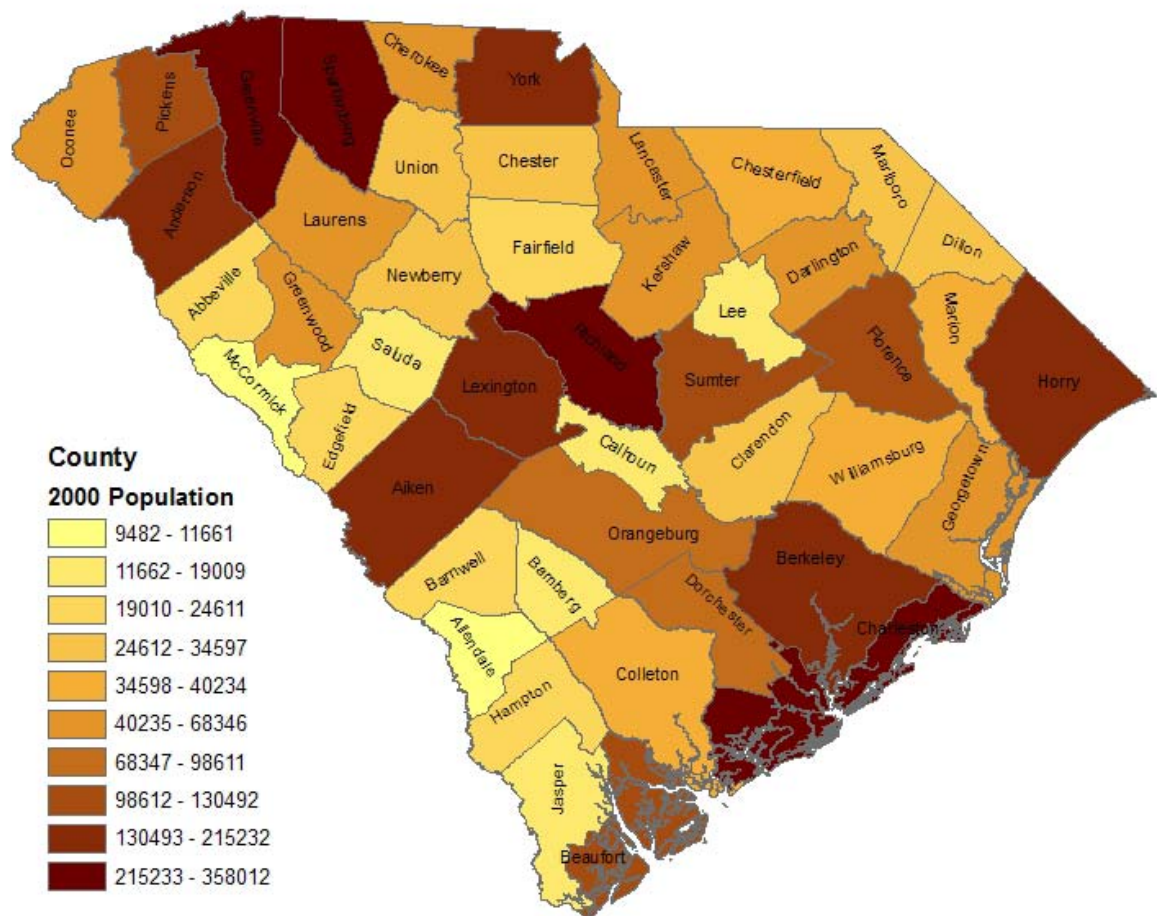 Cherokee
York
Greenville
Spartanburg
Pickens
Oconee
Union
Chester
Lancaster
Chesterfield
Marlboro
Anderson
Laurens
Fairfield
Kershaw
Darlington
Dillon
Newberry
Abbeville
Greenwood
Lee
Marion
Saluda
Richland
Florence
McCormick
Lexington
Sumter
Horry
Edgefield
Calhoun
Clarendon
Williamsburg
Aiken
Georgetown
Orangeburg
Berkeley
Barnwell
Bamberg
Dorchester
Allendale
Charleston
Colleton
Hampton
Jasper
Beaufort
County
2000 Population
9482 - 11661
11662 - 19009
19010 - 24611
24612 - 34597
34598 - 40234
40235 - 68346
68347 - 98611
98612 - 130492
130493 - 215232
215233 - 358012